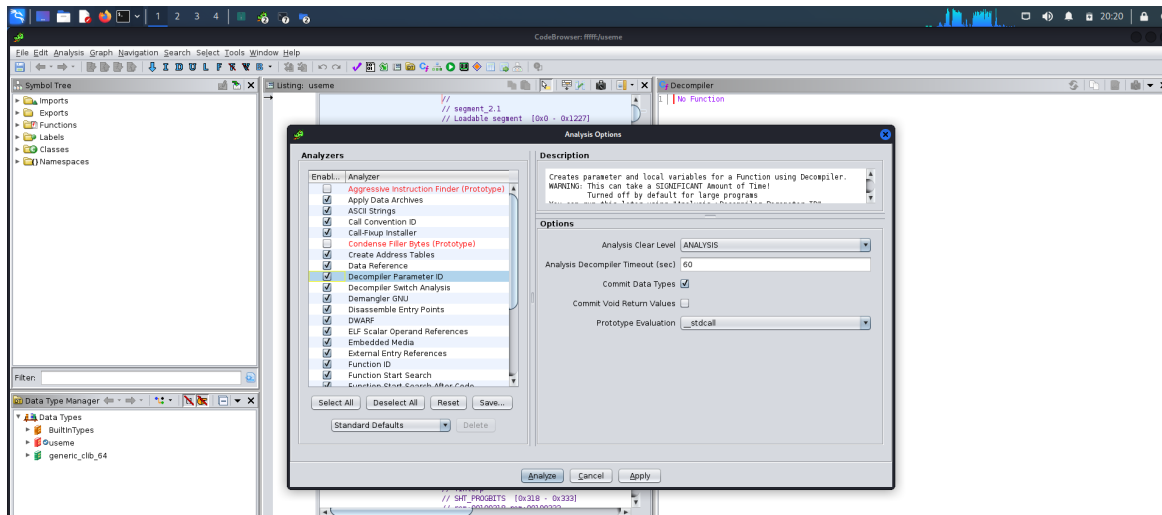 1 2 3 4
20:20
CodeBrowser: fffff:/useme
File Edit Analysis Graph Navigation Search Select Tools Window Help
I D U L F V B
Symbol Tree
Imports
Exports
Functions
Labels
Classes
Namespaces
Filter:
Data Type Manager
Data Types
BuiltInTypes
useme
generic_clib_64
Listing: useme
//
// segment_2.1
// Loadable segment [0x0 - 0x1227]
Decompiler
1 No Function
Analysis Options
Analyzers
Enabl... Analyzer
Aggressive Instruction Finder (Prototype)
Apply Data Archives
ASCII Strings
Call Convention ID
Call-Fixup Installer
Condense Filler Bytes (Prototype)
Create Address Tables
Data Reference
Decompiler Parameter ID
Decompiler Switch Analysis
Demangler GNU
Disassemble Entry Points
DWARF
ELF Scalar Operand References
Embedded Media
External Entry References
Function ID
Function Start Search
Function Start Search After Code
Select All Deselect All Reset Save...
Standard Defaults Delete
Description
Creates parameter and local variables for a Function using Decompiler.
WARNING: This can take a SIGNIFICANT Amount of Time!
Turned off by default for large programs
Options
Analysis Clear Level ANALYSIS
Analysis Decompiler Timeout (sec) 60
Commit Data Types
Commit Void Return Values
Prototype Evaluation __stdcall
Analyze Cancel Apply
// SHT_PROGBITS [0x318 - 0x333]